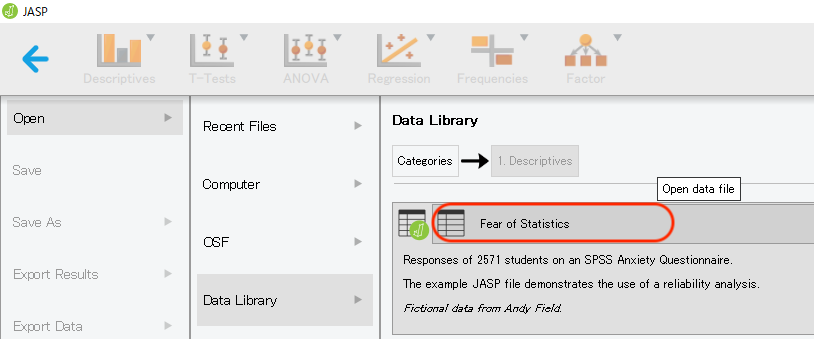 JASP
Descriptives
T-Tests
ANOVA
Regression
Frequencies
Factor
Open
Save
Save As
Export Results
Export Data
Recent Files
Computer
OSF
Data Library
Data Library
Categories
1. Descriptives
Open data file
Fear of Statistics
Responses of 2571 students on an SPSS Anxiety Questionnaire.
The example JASP file demonstrates the use of a reliability analysis.
Fictional data from Andy Field.